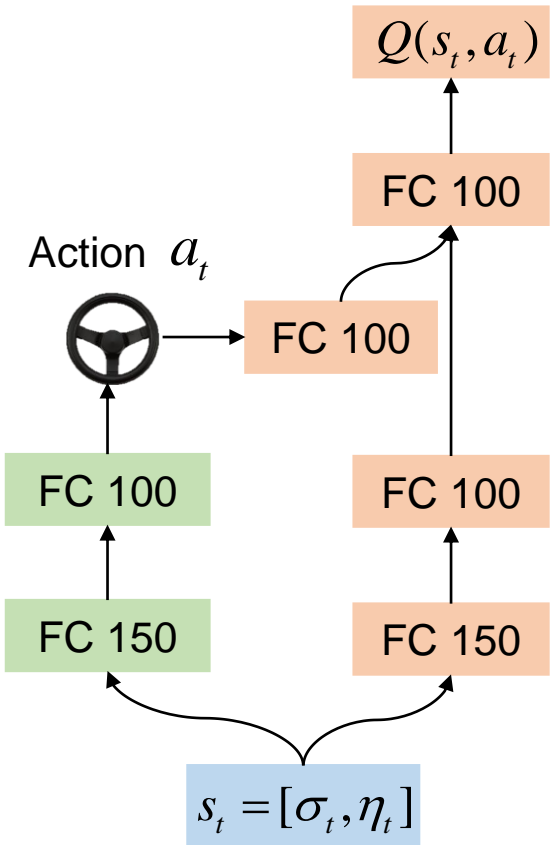 Q(s_t, a_t)
FC 100
Action a_t
FC 100
FC 100
FC 100
FC 150
FC 150
s_t = [σ_t, η_t]